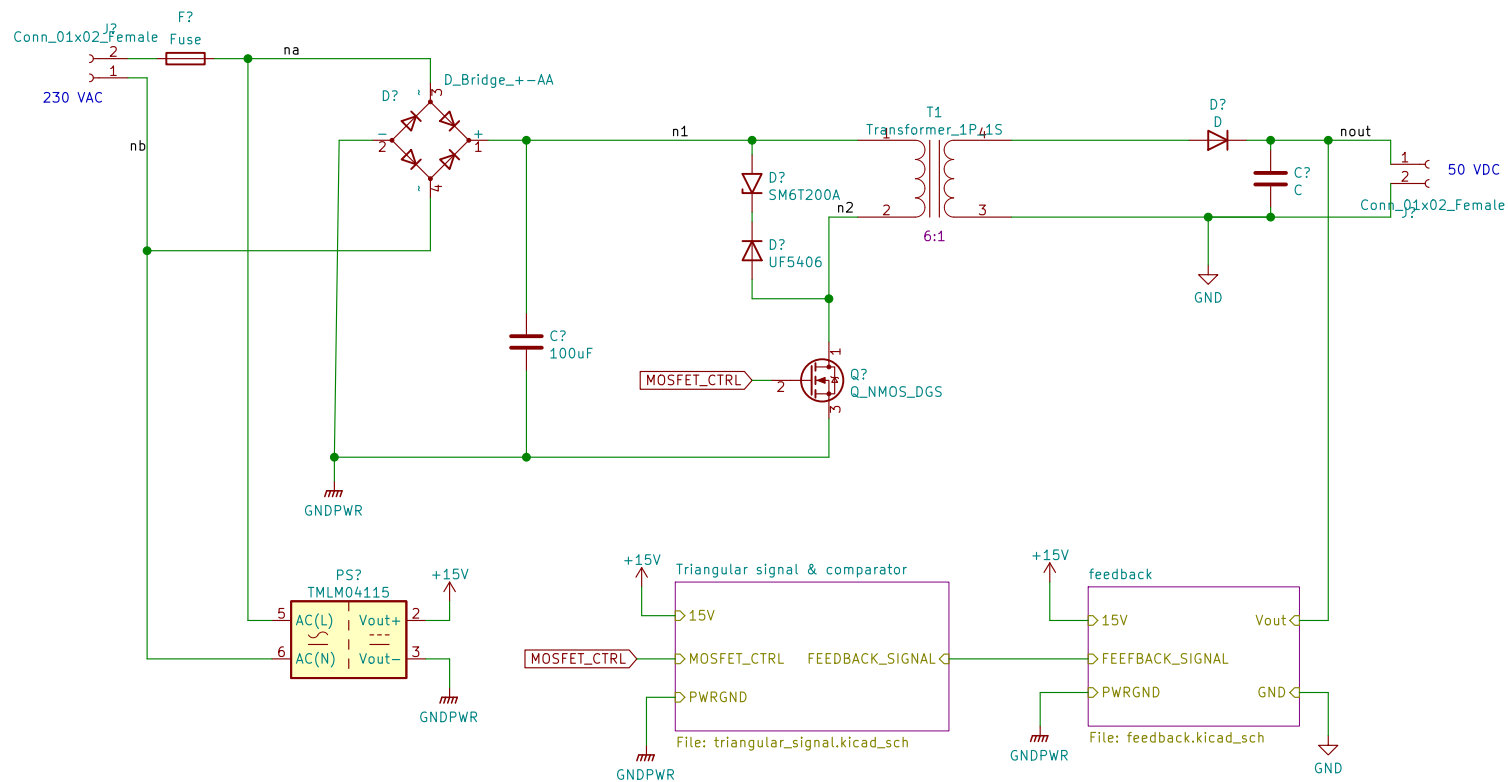 J?
Conn_01x02_Female
2
1
230 VAC
F?
Fuse
na
nb
D?
D_Bridge_+-AA
~
3
-
2
+
1
~
4
n1
D?
SM6T200A
D?
UF5406
n2
T1
Transformer_1P_1S
1
4
2
3
6:1
D?
D
nout
C?
C
1
2
50 VDC
Conn_01x02_Female
J?
GND
C?
100uF
MOSFET_CTRL
2
1
3
Q?
Q_NMOS_DGS
GNDPWR
PS?
TMLM04115
5
AC(L)
Vout+
2
6
AC(N)
Vout-
3
+15V
GNDPWR
+15V
Triangular signal & comparator
15V
MOSFET_CTRL
MOSFET_CTRL
FEEDBACK_SIGNAL
PWRGND
File: triangular_signal.kicad_sch
GNDPWR
+15V
feedback
15V
Vout
FEEFBACK_SIGNAL
PWRGND
GND
File: feedback.kicad_sch
GNDPWR
GND